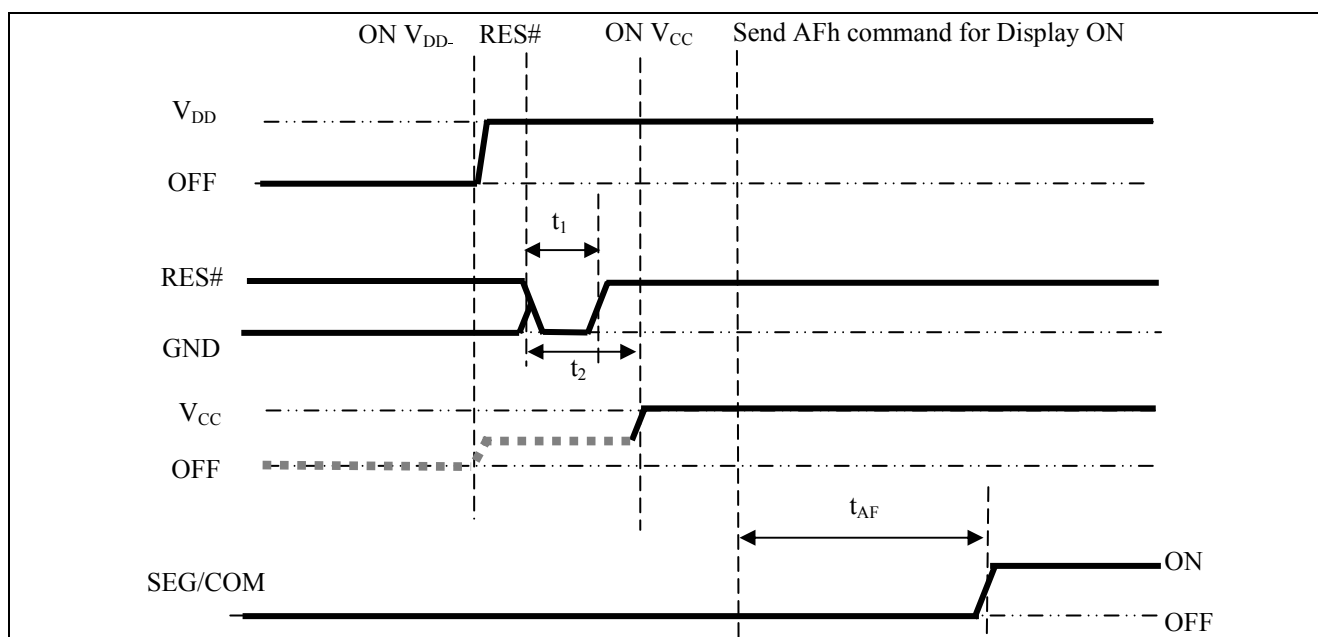 ON VDD- RES# ON VCC Send AFh command for Display ON
VDD
OFF
t1
RES#
GND
t2
VCC
OFF
tAF
SEG/COM
ON
OFF